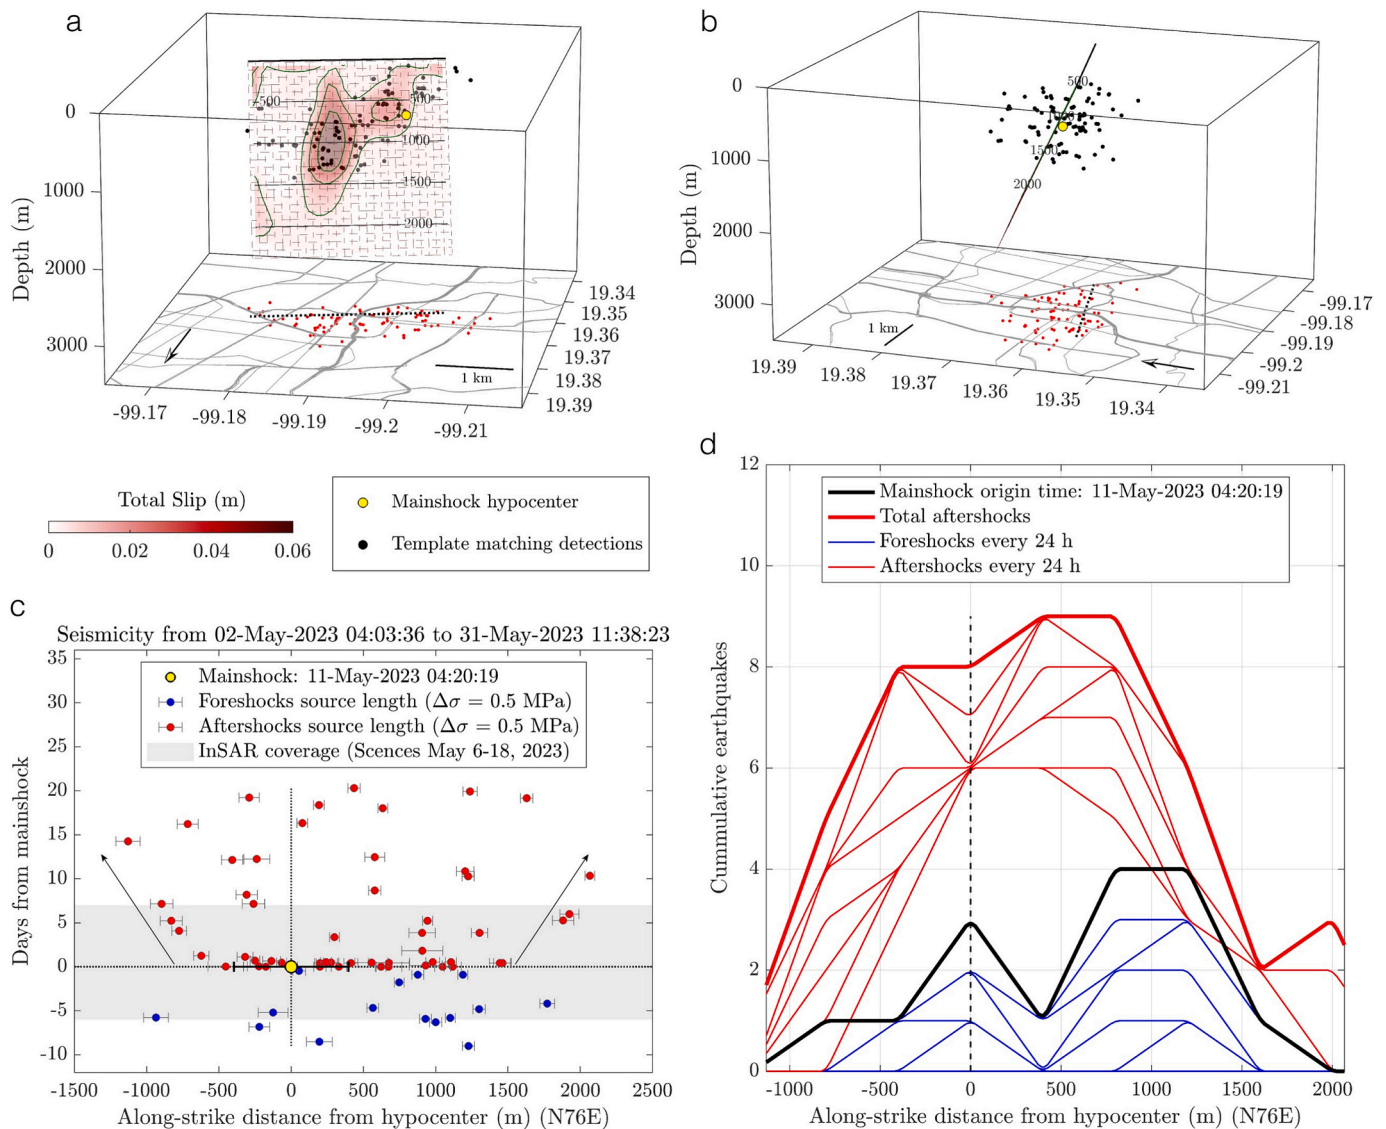 a
0
1000
2000
3000
Depth (m)
500
500
1000
1500
2000
19.34
19.35
19.36
19.37
19.38
19.39
1 km
-99.17
-99.18
-99.19
-99.2
-99.21
b
0
1000
2000
3000
Depth (m)
500
1000
1500
2000
1 km
-99.17
-99.18
-99.19
-99.2
-99.21
19.39
19.38
19.37
19.36
19.35
19.34
Total Slip (m)
0 0.02 0.04 0.06
Mainshock hypocenter
Template matching detections
c
Seismicity from 02-May-2023 04:03:36 to 31-May-2023 11:38:23
Mainshock: 11-May-2023 04:20:19
Foreshocks source length (Δσ = 0.5 MPa)
Aftershocks source length (Δσ = 0.5 MPa)
InSAR coverage (Scences May 6-18, 2023)
35
30
25
20
15
10
5
0
-5
-10
Days from mainshock
-1500 -1000 -500 0 500 1000 1500 2000 2500
Along-strike distance from hypocenter (m) (N76E)
d
Mainshock origin time: 11-May-2023 04:20:19
Total aftershocks
Foreshocks every 24 h
Aftershocks every 24 h
12
10
8
6
4
2
0
Cummulative earthquakes
-1000 -500 0 500 1000 1500 2000
Along-strike distance from hypocenter (m) (N76E)